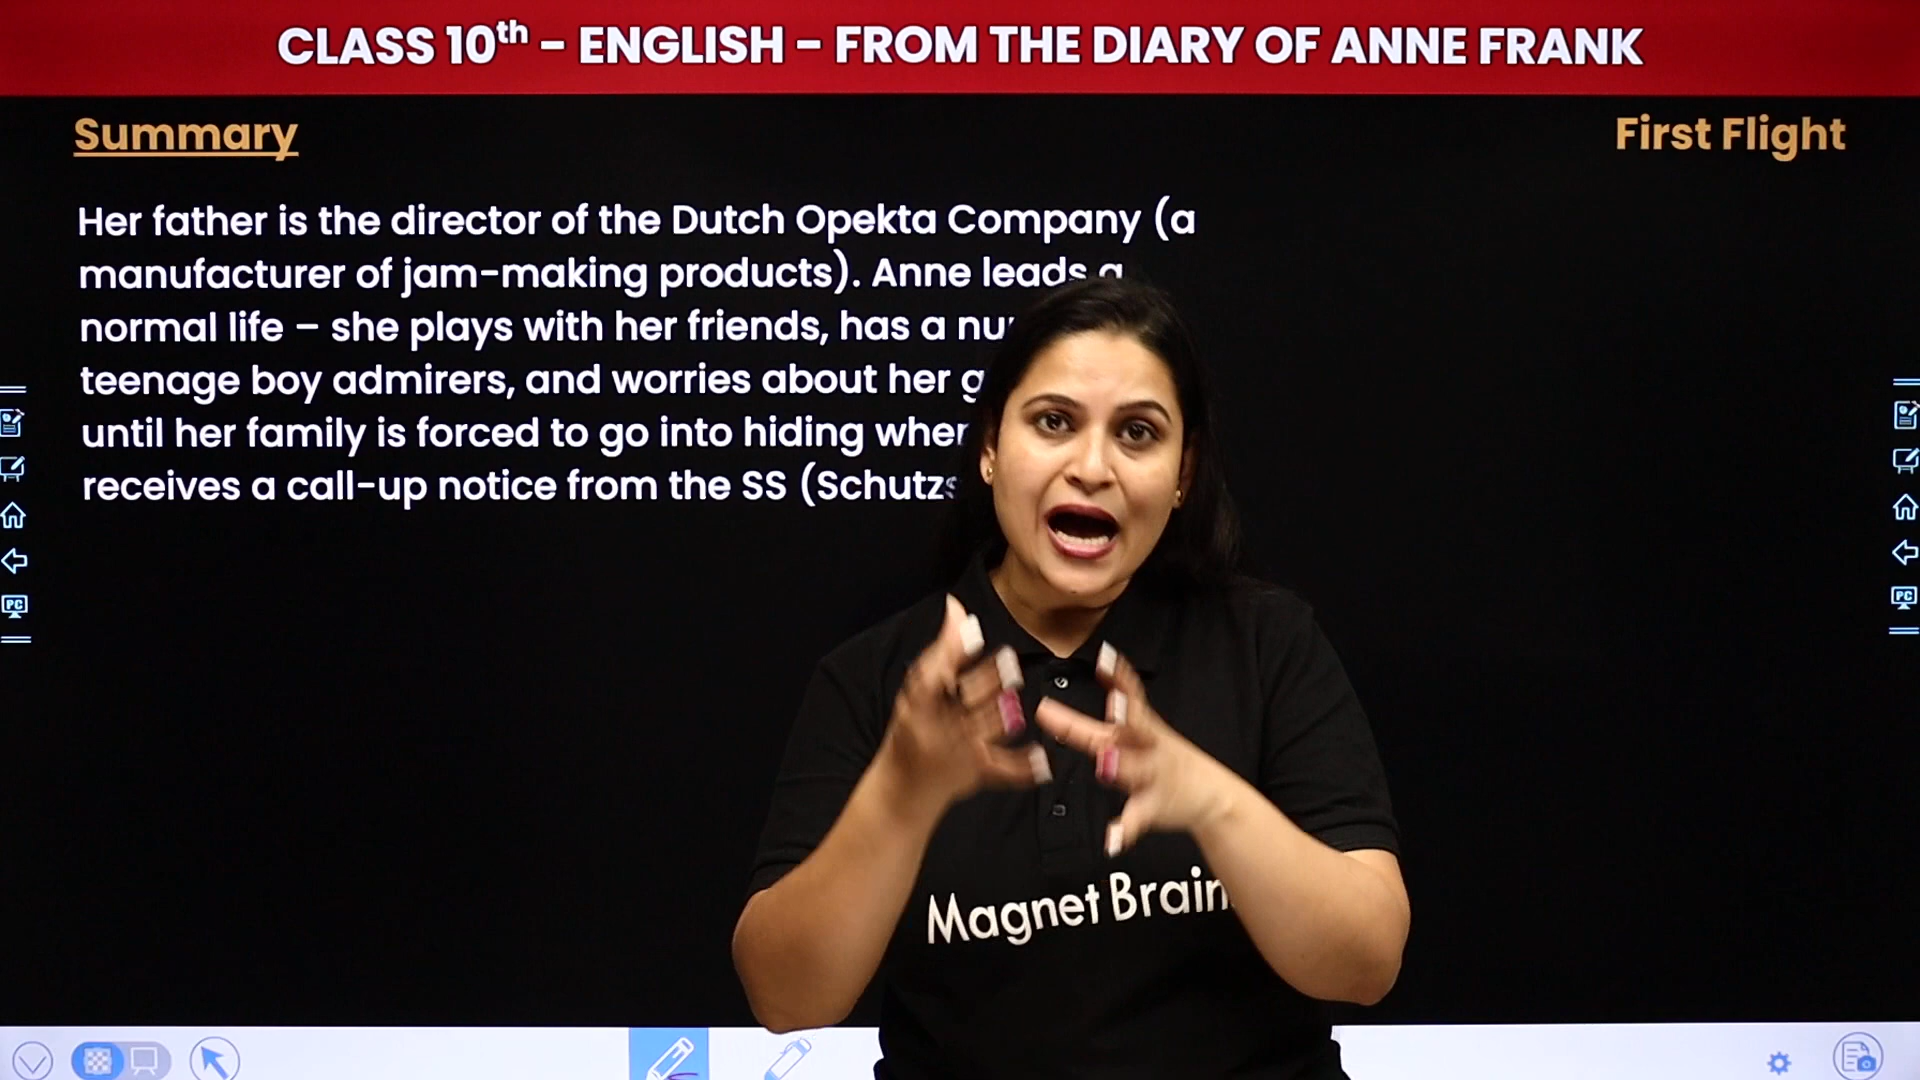 CLASS 10th - ENGLISH - FROM THE DIARY OF ANNE FRANK
Summary
First Flight
Her father is the director of the Dutch Opekta Company (a
manufacturer of jam-making products). Anne leads a
normal life – she plays with her friends, has a
teenage boy admirers, and worries about her
until her family is forced to go into hiding
receives a call-up notice from the SS
PC
PC
Magnet